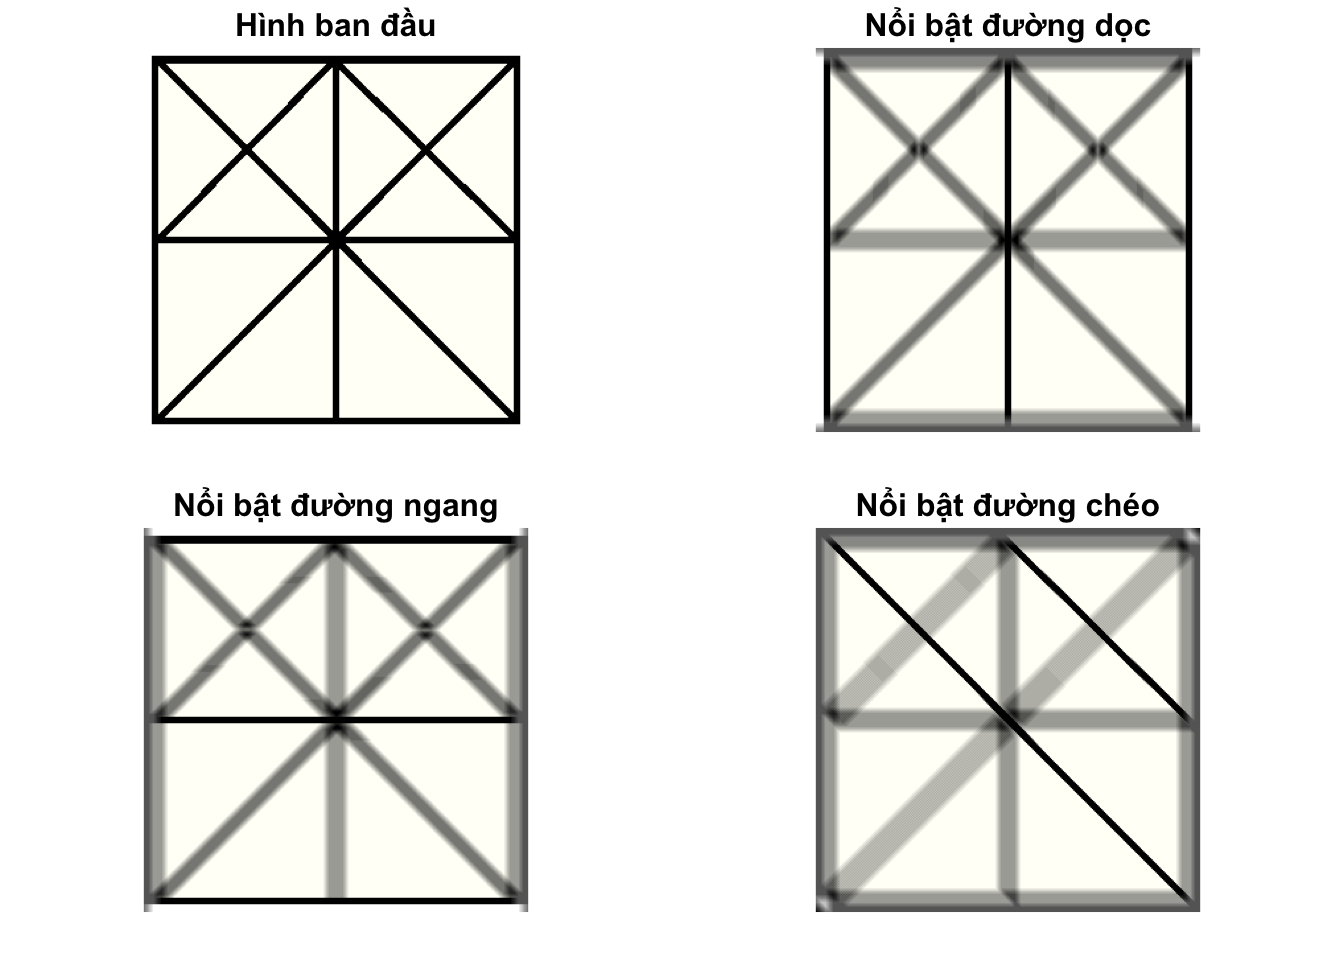 Hình ban đầu
Nổi bật đường dọc
Nổi bật đường ngang
Nổi bật đường chéo